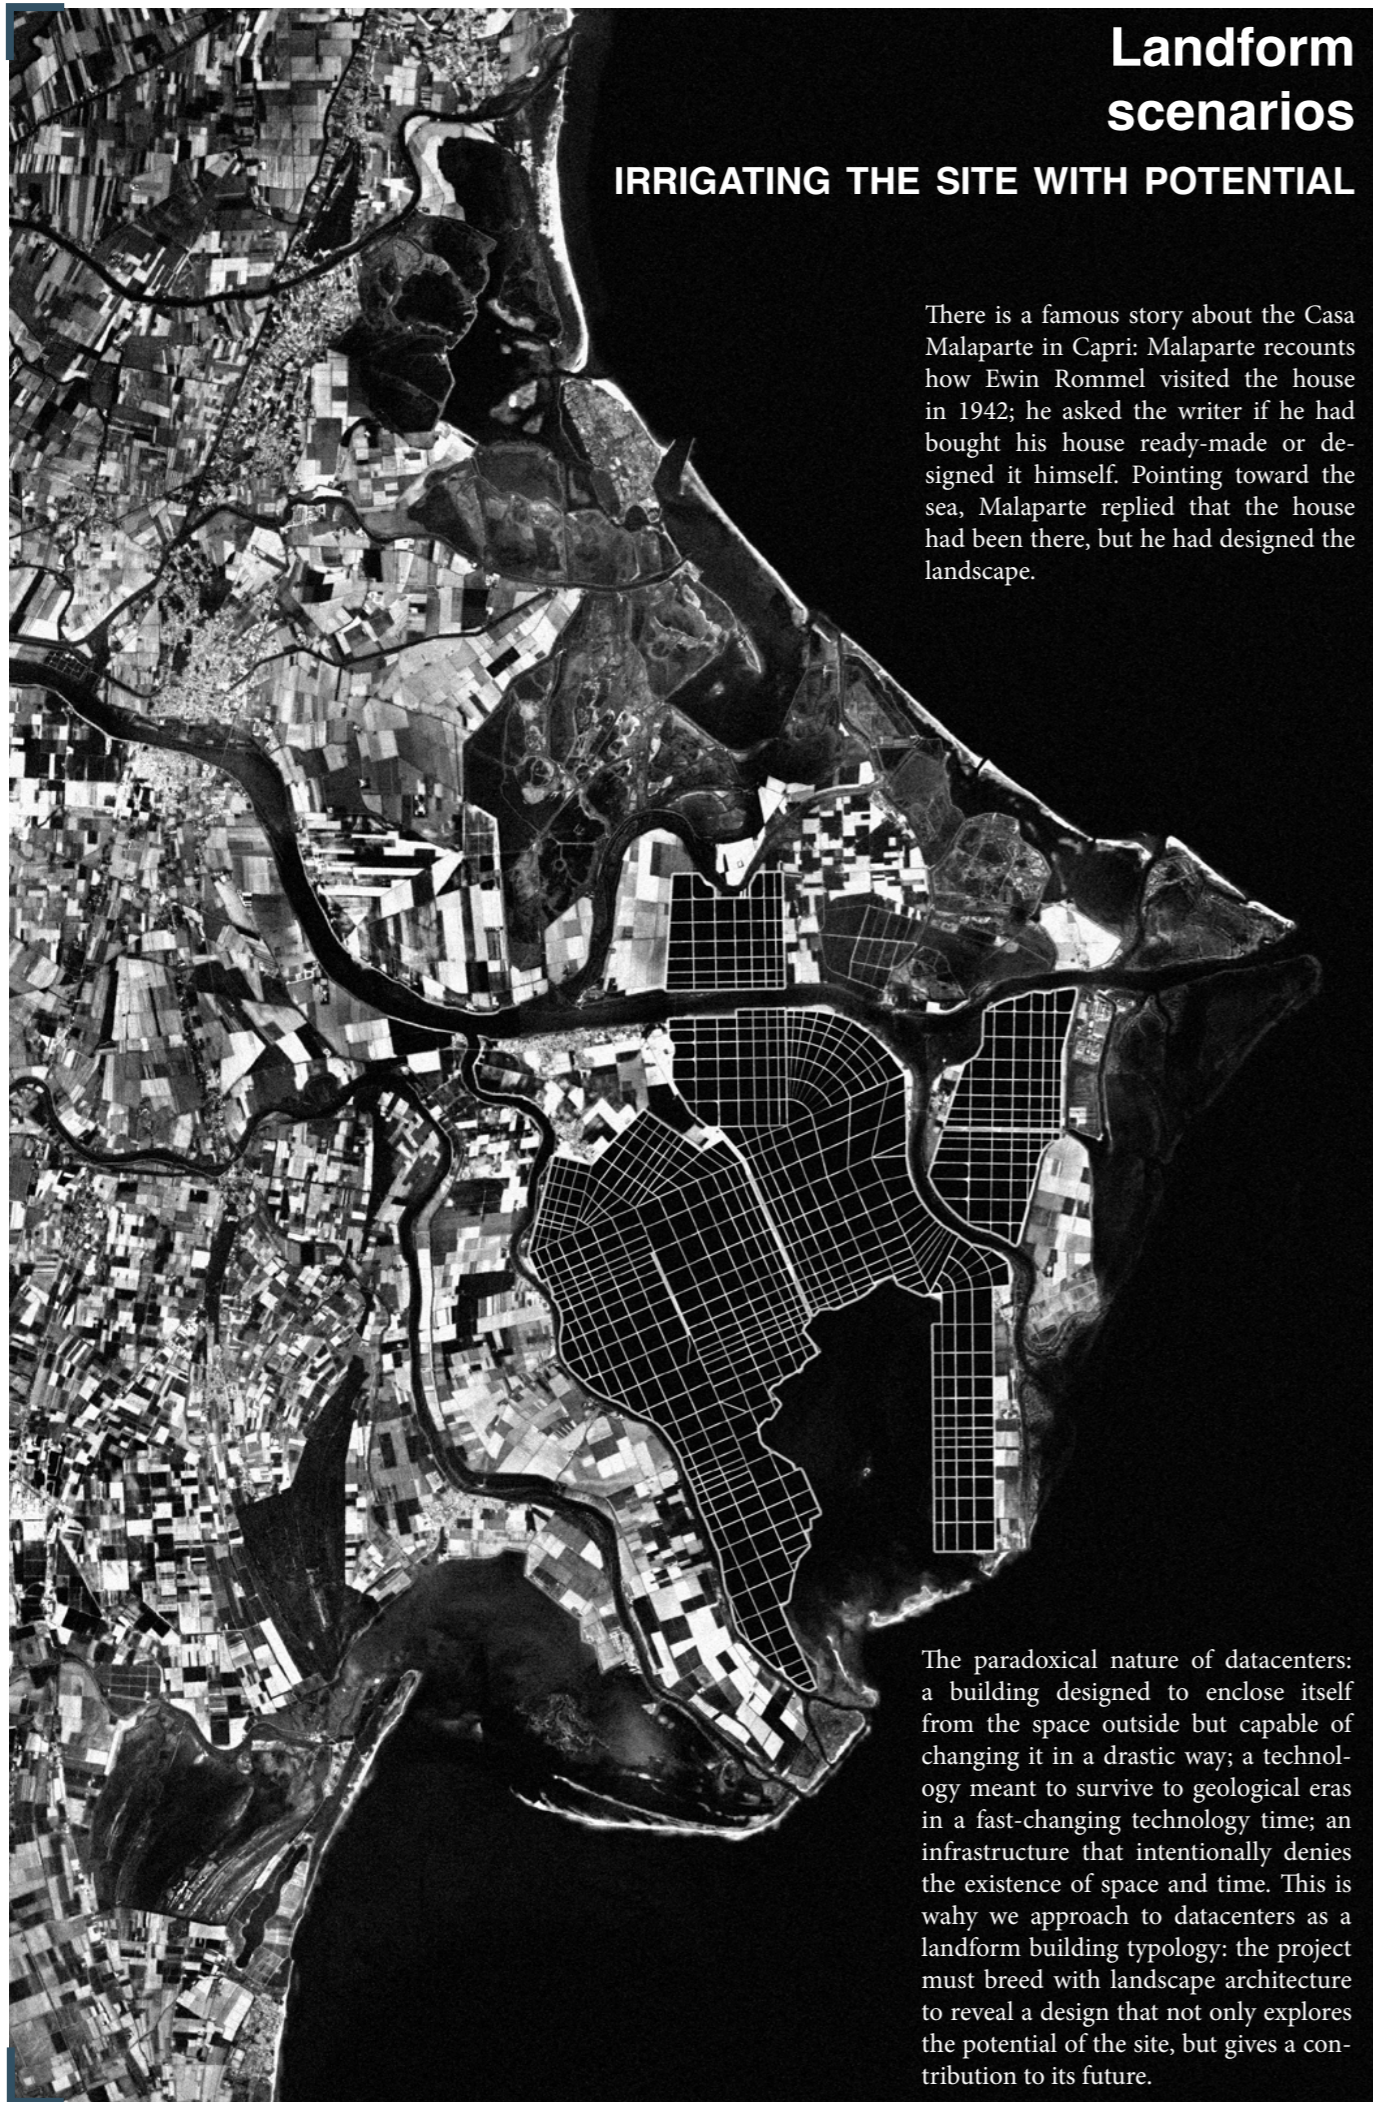 Landform
scenarios
IRRIGATING THE SITE WITH POTENTIAL
There is a famous story about the Casa
Malaparte in Capri: Malaparte recounts
how Ewin Rommel visited the house
in 1942; he asked the writer if he had
bought his house ready-made or de-
signed it himself. Pointing toward the
sea, Malaparte replied that the house
had been there, but he had designed the
landscape.
The paradoxical nature of datacenters:
a building designed to enclose itself
from the space outside but capable of
changing it in a drastic way; a technol-
ogy meant to survive to geological eras
in a fast-changing technology time; an
infrastructure that intentionally denies
the existence of space and time. This is
wahy we approach to datacenters as a
landform building typology: the project
must breed with landscape architecture
to reveal a design that not only explores
the potential of the site, but gives a con-
tribution to its future.